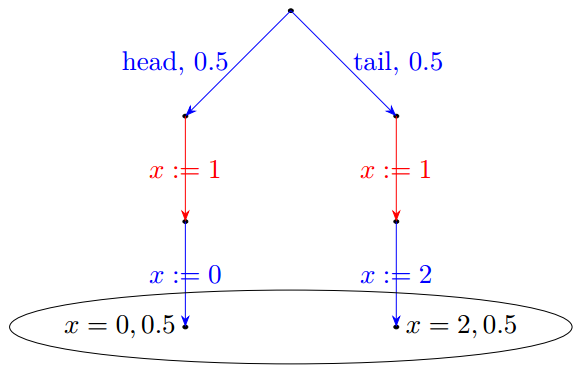 head, 0.5 tail, 0.5
x := 1 x := 1
x := 0 x := 2
x = 0, 0.5 x = 2, 0.5